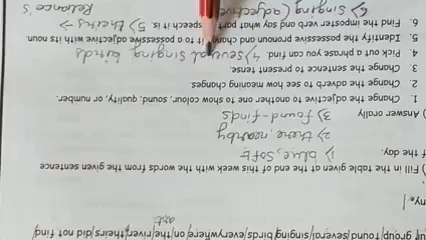 group/found/several/singing/birds/everywhere/on/the/river/theirs/did not find/
art
) Fill in the table given at the end of this week with the words from the given sentence
f the day. 1) blue, soft
2) there, nearby
) Answer orally 3) found - finds
1. Change the adjective to another one to show colour, sound, quality, or number.
2. Change the adverb to see how meaning changes.
3. Change the sentence to present tense.
4. Pick out a phrase you can find. 4) several singing birds
5. Identify the possessive pronoun and change it to a possessive adjective with its noun
6. Find the imposter verb and say what part of speech it is 5) theirs →
6) Singing (adjective